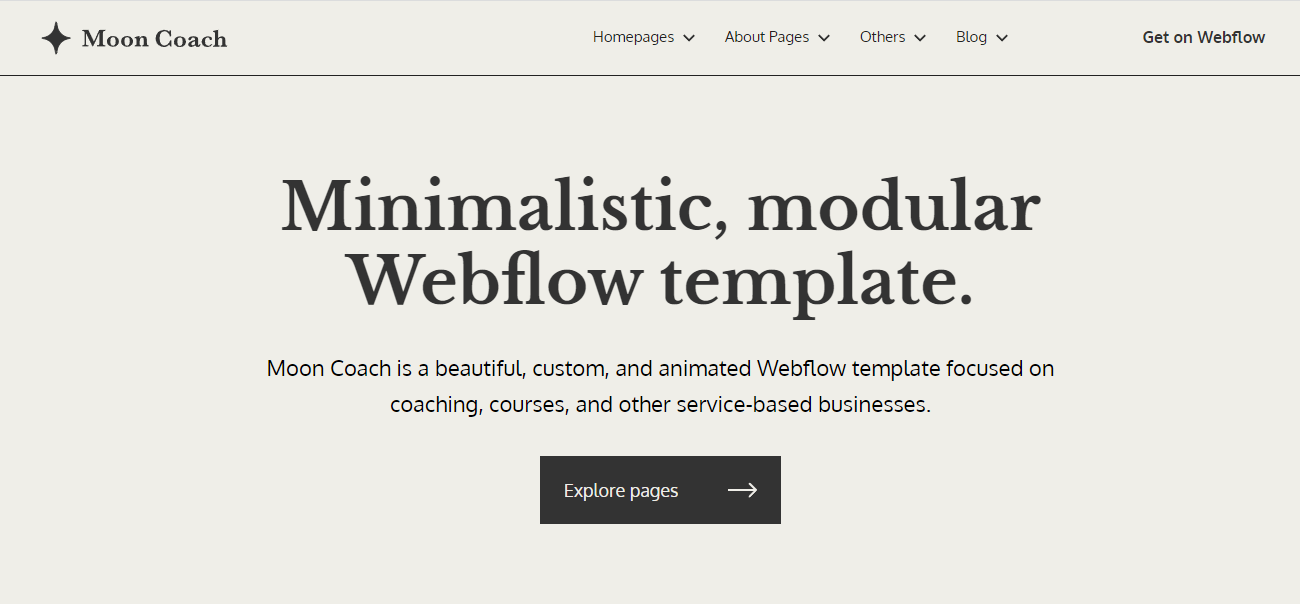 Moon Coach
Homepages
About Pages
Others
Blog
Get on Webflow
Minimalistic, modular
Webflow template.
Moon Coach is a beautiful, custom, and animated Webflow template focused on
coaching, courses, and other service-based businesses.
Explore pages